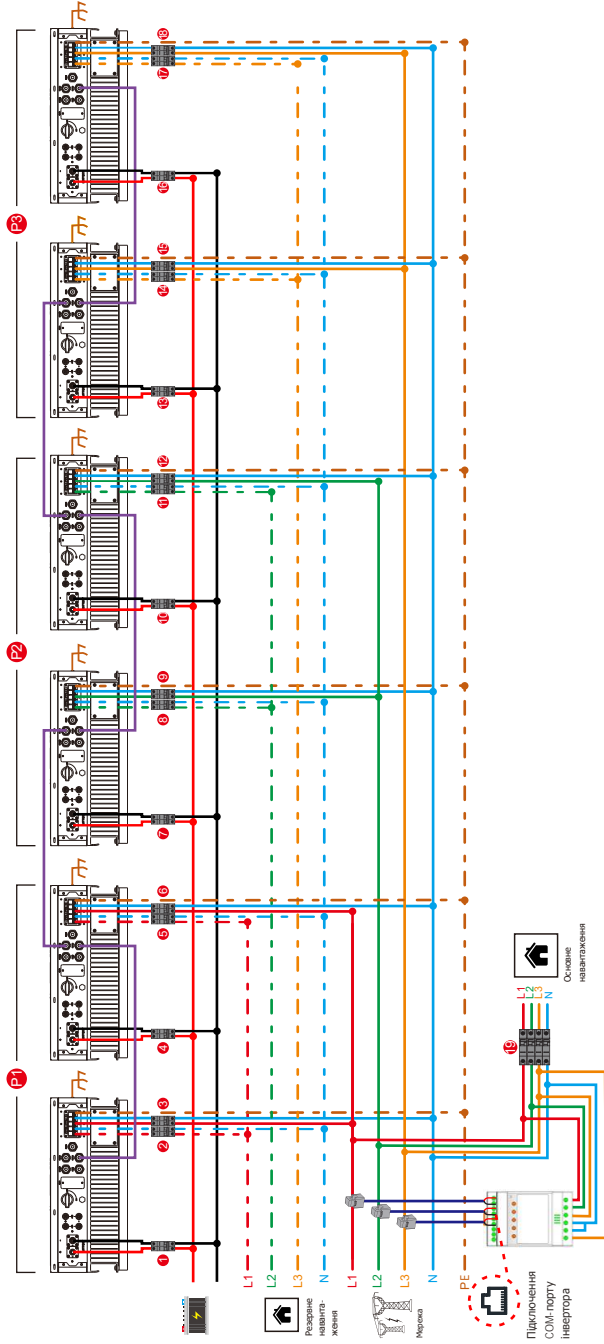 P1
P2
P3
1
2
3
4
5
6
7
8
9
10
11
12
13
14
15
16
17
18
19
L1
L2
L3
N
Резервне
наванта-
ження
L1
L2
L3
N
PE
Мережа
Підключення
COM-порту
інвертора
L1
L2
L3
N
Основне
навантаження